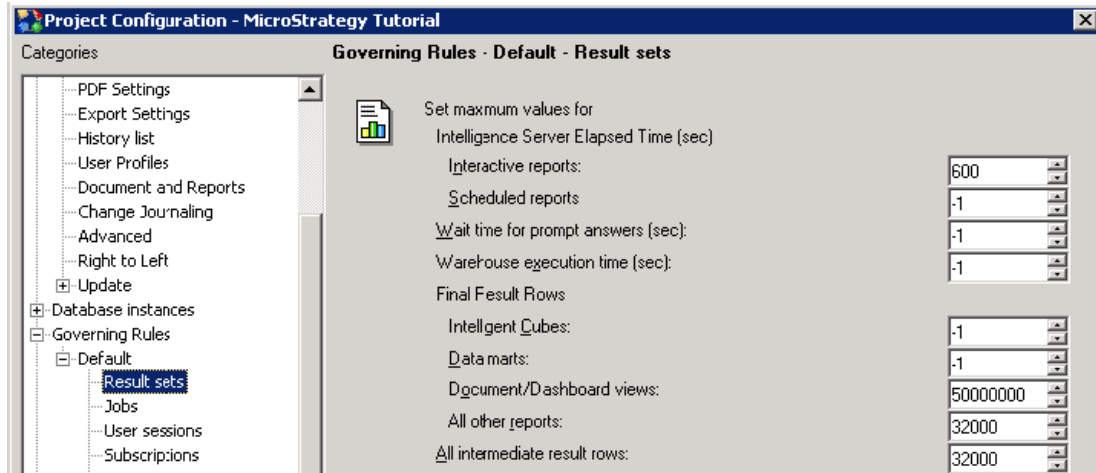 Project Configuration - MicroStrategy Tutorial
Categories
Governing Rules - Default - Result sets
PDF Settings
Export Settings
History list
User Profiles
Document and Reports
Change Journaling
Advanced
Right to Left
Update
Database instances
Governing Rules
Default
Result sets
Jobs
User sessions
Subscriptions
Set maxmum values for
Intelligence Server Elapsed Time (sec)
Interactive reports: 600
Scheduled reports -1
Wait time for prompt answers (sec): -1
Warehouse execution time (sec): -1
Final Fesult Rows
Intelligent Cubes: -1
Data marts: -1
Document/Dashboard views: 50000000
All other reports: 32000
All intermediate result rows: 32000